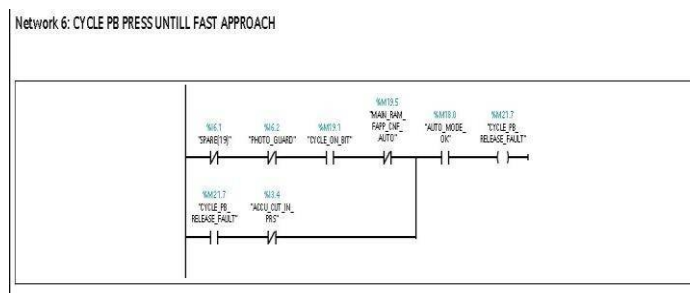 Network 6: CYCLE PB PRESS UNTILL FAST APPROACH
%I6.1
"SPARE[19]"
%I6.2
"PHOTO_GUARD"
%M19.1
"CYCLE_ON_BIT"
%M19.5
"MAIN_RAM_
FAPP_CNF_
AUTO"
%M18.0
"AUTO_MODE_
OK"
%M21.7
"CYCLE_PB_
RELEASE_FAULT"
%M21.7
"CYCLE_PB_
RELEASE_FAULT"
%I3.4
"ACCU_CUT_IN_
PRS"